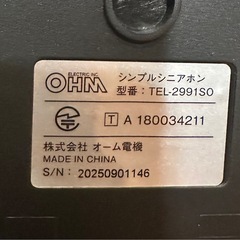 ELECTRIC INC.
OHM
シンプルシニアホン
型番：TEL-2991SO
T A 180034211
株式会社 オーム電機
MADE IN CHINA
S/N： 20250901146